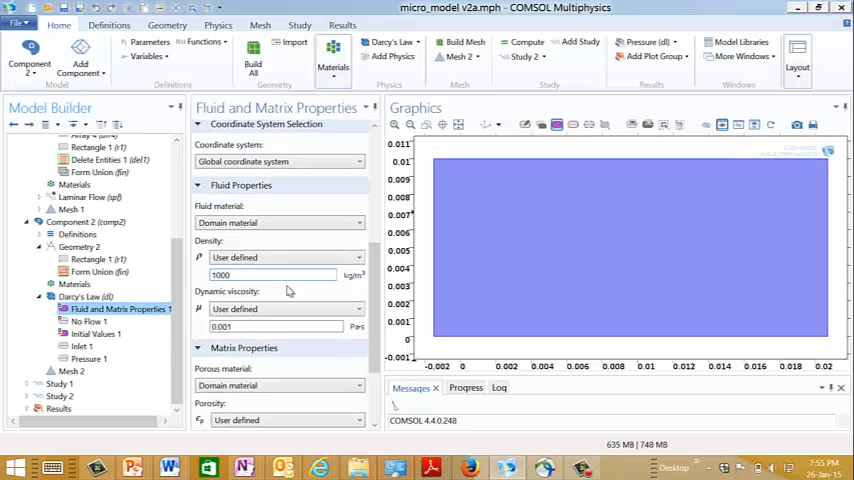 micro_model v2a.mph - COMSOL Multiphysics
File Home Definitions Geometry Physics Mesh Study Results
Component 2 Add Component Model
Parameters Functions Variables Definitions
Build All Import Geometry
Materials
Darcy's Law Add Physics Physics
Build Mesh Mesh 2 Mesh
Compute Add Study Study 2 Study
Pressure (dl) Add Plot Group Results
Model Libraries More Windows Windows
Layout
Model Builder
Rectangle 1 (r1)
Delete Entities 1 (del1)
Form Union (fin)
Materials
Laminar Flow (spf)
Mesh 1
Component 2 (comp2)
Definitions
Geometry 2
Rectangle 1 (r1)
Form Union (fin)
Materials
Darcy's Law (dl)
Fluid and Matrix Properties 1
No Flow 1
Initial Values 1
Inlet 1
Pressure 1
Mesh 2
Study 1
Study 2
Results
Fluid and Matrix Properties
Coordinate System Selection
Coordinate system:
Global coordinate system
Fluid Properties
Fluid material:
Domain material
Density:
ρ User defined
1000 kg/m³
Dynamic viscosity:
μ User defined
0.001 Pa·s
Matrix Properties
Porous material:
Domain material
Porosity:
εp User defined
Graphics
COMSOL
MULTIPHYSICS
0.011
0.01
0.009
0.008
0.007
0.006
0.005
0.004
0.003
0.002
0.001
0
-0.001
-0.002 0 0.002 0.004 0.006 0.008 0.01 0.012 0.014 0.016 0.018 0.02
Messages Progress Log
COMSOL 4.4.0.248
635 MB | 748 MB
Desktop
7:55 PM
26-Jan-15